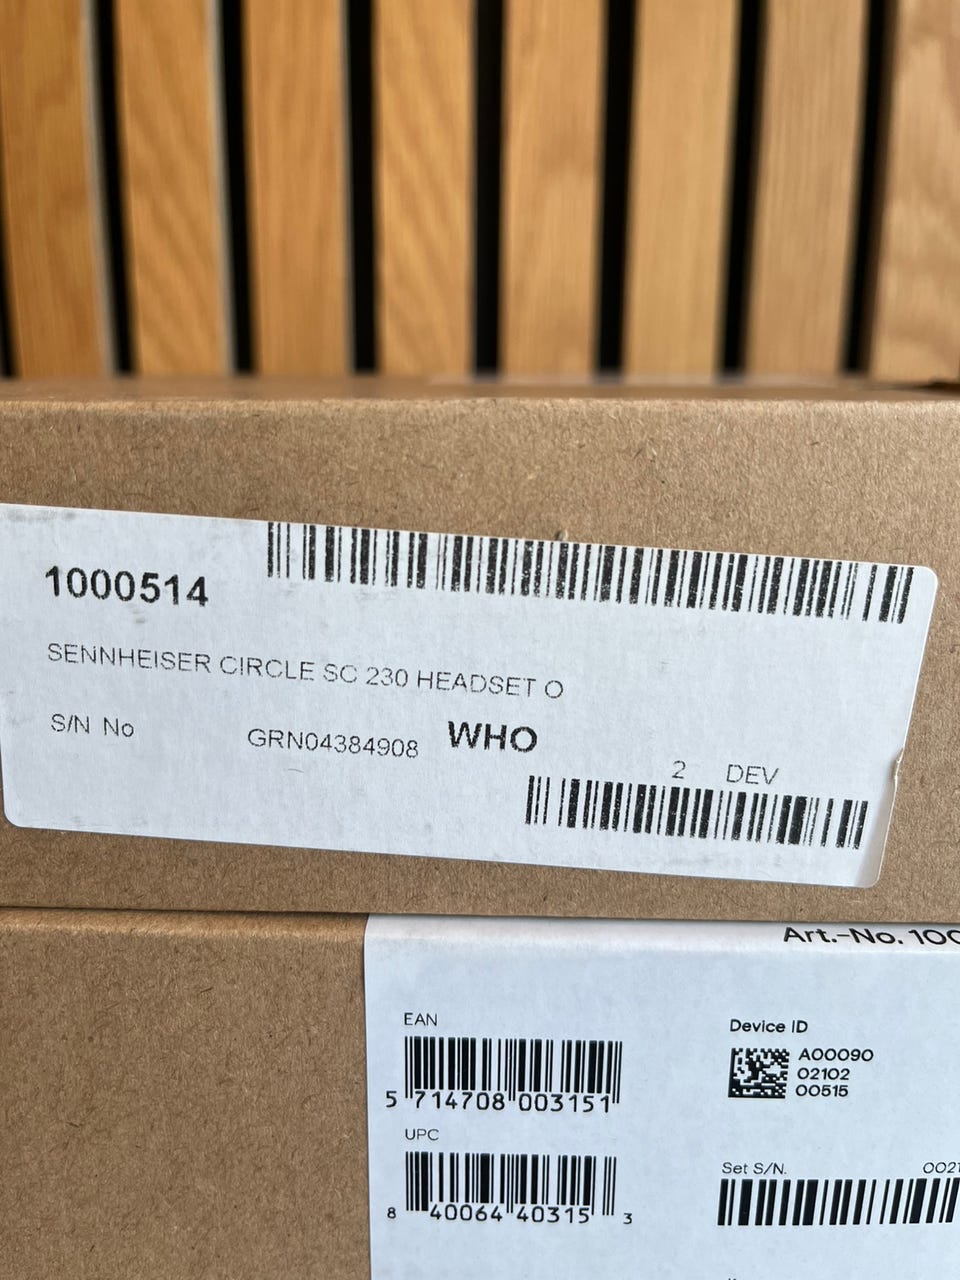 1000514
SENNHEISER CIRCLE SC 230 HEADSET O
S/N No GRN04384908 WHO
2 DEV
Art.-No. 100
EAN
5 714708 003151
UPC
8 40064 40315 3
Device ID
A00090
02102
00515
Set S/N. 0021